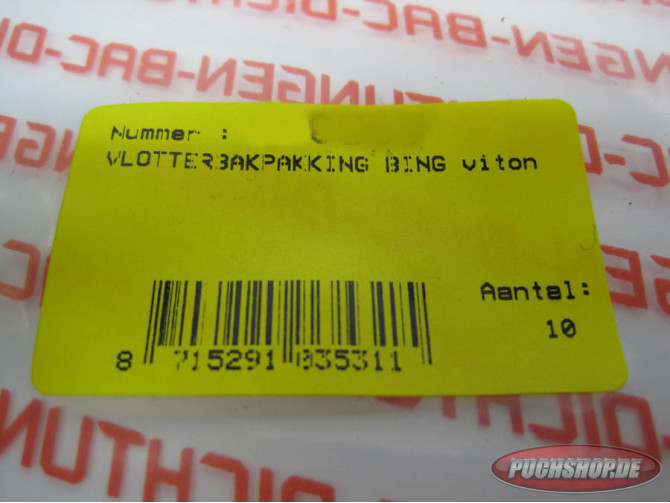 Nummer :
VLOTTERBAKPAKKING BING viton
Aantal:
10
8 715291 035311
PUCHSHOP.DE